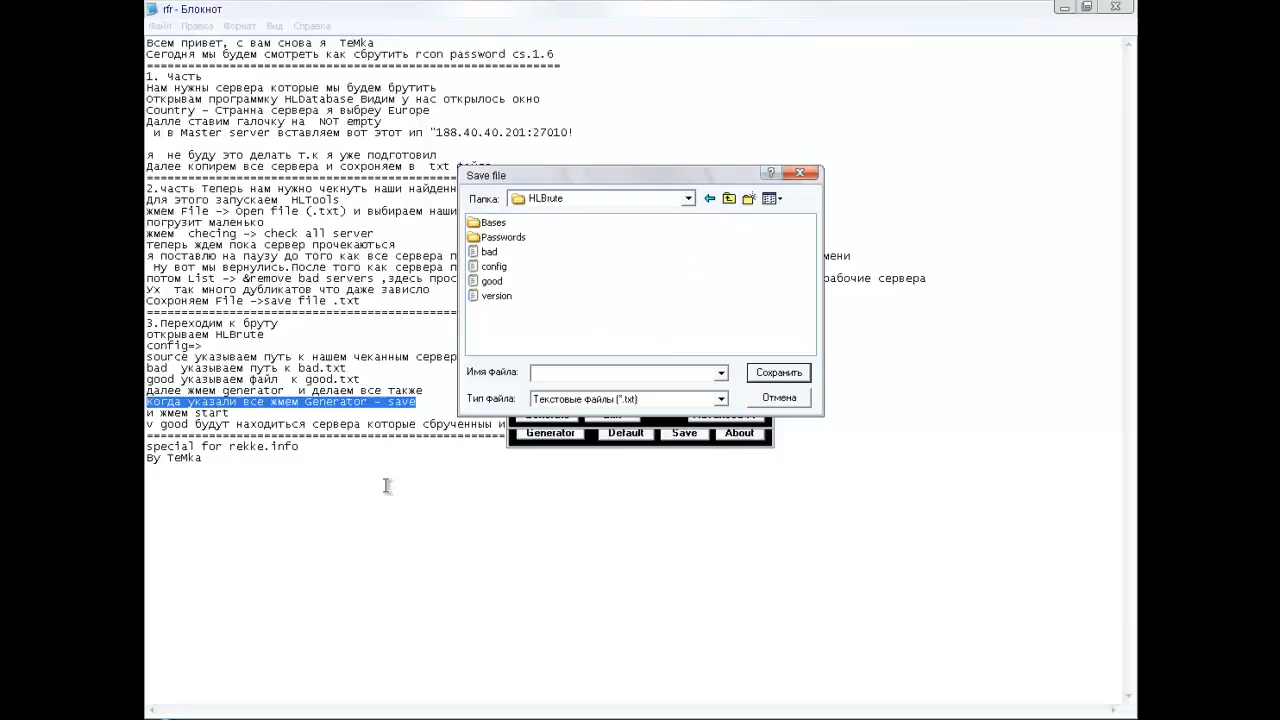 rfr - Блокнот
Файл Правка Формат Вид Справка
Всем привет, с вам снова я TeMka
Сегодня мы будем смотреть как сбрутить rcon password cs.1.6
===================================================
1. Часть
Нам нужны сервера которые мы будем брутить
Открывам программку HLDatabase Видим у нас открылось окно
Country - Странна сервера я выбреу Europe
Далле ставим галочку на NOT empty
и в Master server вставляем вот этот ип "188.40.40.201:27010!
я не буду это делать т.к я уже подготовил
Далее копирем все сервера и сохроняем в txt файле
2.часть Теперь нам нужно чекнуть наши найденн
Для этого запускаем HLTools
жмем File -> Open file (.txt) и выбираем наши
погрузит маленько
жмем checing -> check all server
теперь ждем пока сервер прочекаються
я поставлю на паузу до того как все сервера п мени
Ну вот мы вернулись.После того как сервера п
потом List -> &remove bad servers ,здесь прос рабочие сервера
Ух так много дубликатов что даже зависло
Сохроняем File ->save file .txt
3.Переходим к бруту
открываем HLBrute
config=>
source указываем путь к нашем чеканным сервер
bad указываем путь к bad.txt
good указываем файл к good.txt
далее жмем generator и делаем все также
когда указали все жмем Generator - save
и жмем start
v good будут находиться сервера которые сбрученныы и
special for rekke.info
By TeMka
Save file
Папка: HLBrute
Bases
Passwords
bad
config
good
version
Имя файла: Сохранить
Тип файла: Текстовые файлы (*.txt) Отмена
Generator Default Save About